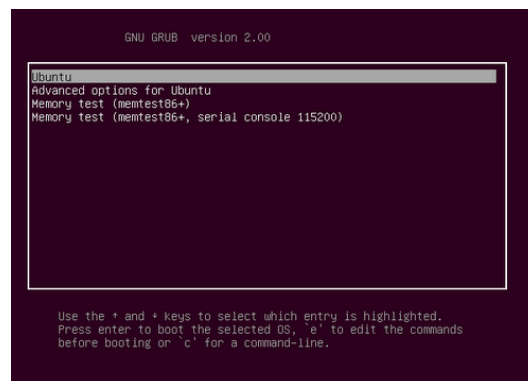 GNU GRUB  version 2.00
Ubuntu
Advanced options for Ubuntu
Memory test (memtest86+)
Memory test (memtest86+, serial console 115200)
Use the ↑ and ↓ keys to select which entry is highlighted.
Press enter to boot the selected OS, `e' to edit the commands
before booting or `c' for a command-line.